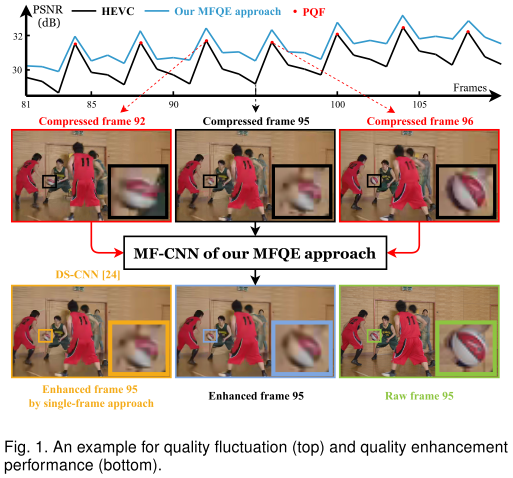 PSNR
(dB)
HEVC
Our MFQE approach
PQF
32
30
81
85
90
95
100
105
Frames
Compressed frame 92
Compressed frame 95
Compressed frame 96
11
11
11
MF-CNN of our MFQE approach
DS-CNN [24]
11
11
11
Enhanced frame 95
by single-frame approach
Enhanced frame 95
Raw frame 95
Fig. 1. An example for quality fluctuation (top) and quality enhancement
performance (bottom).